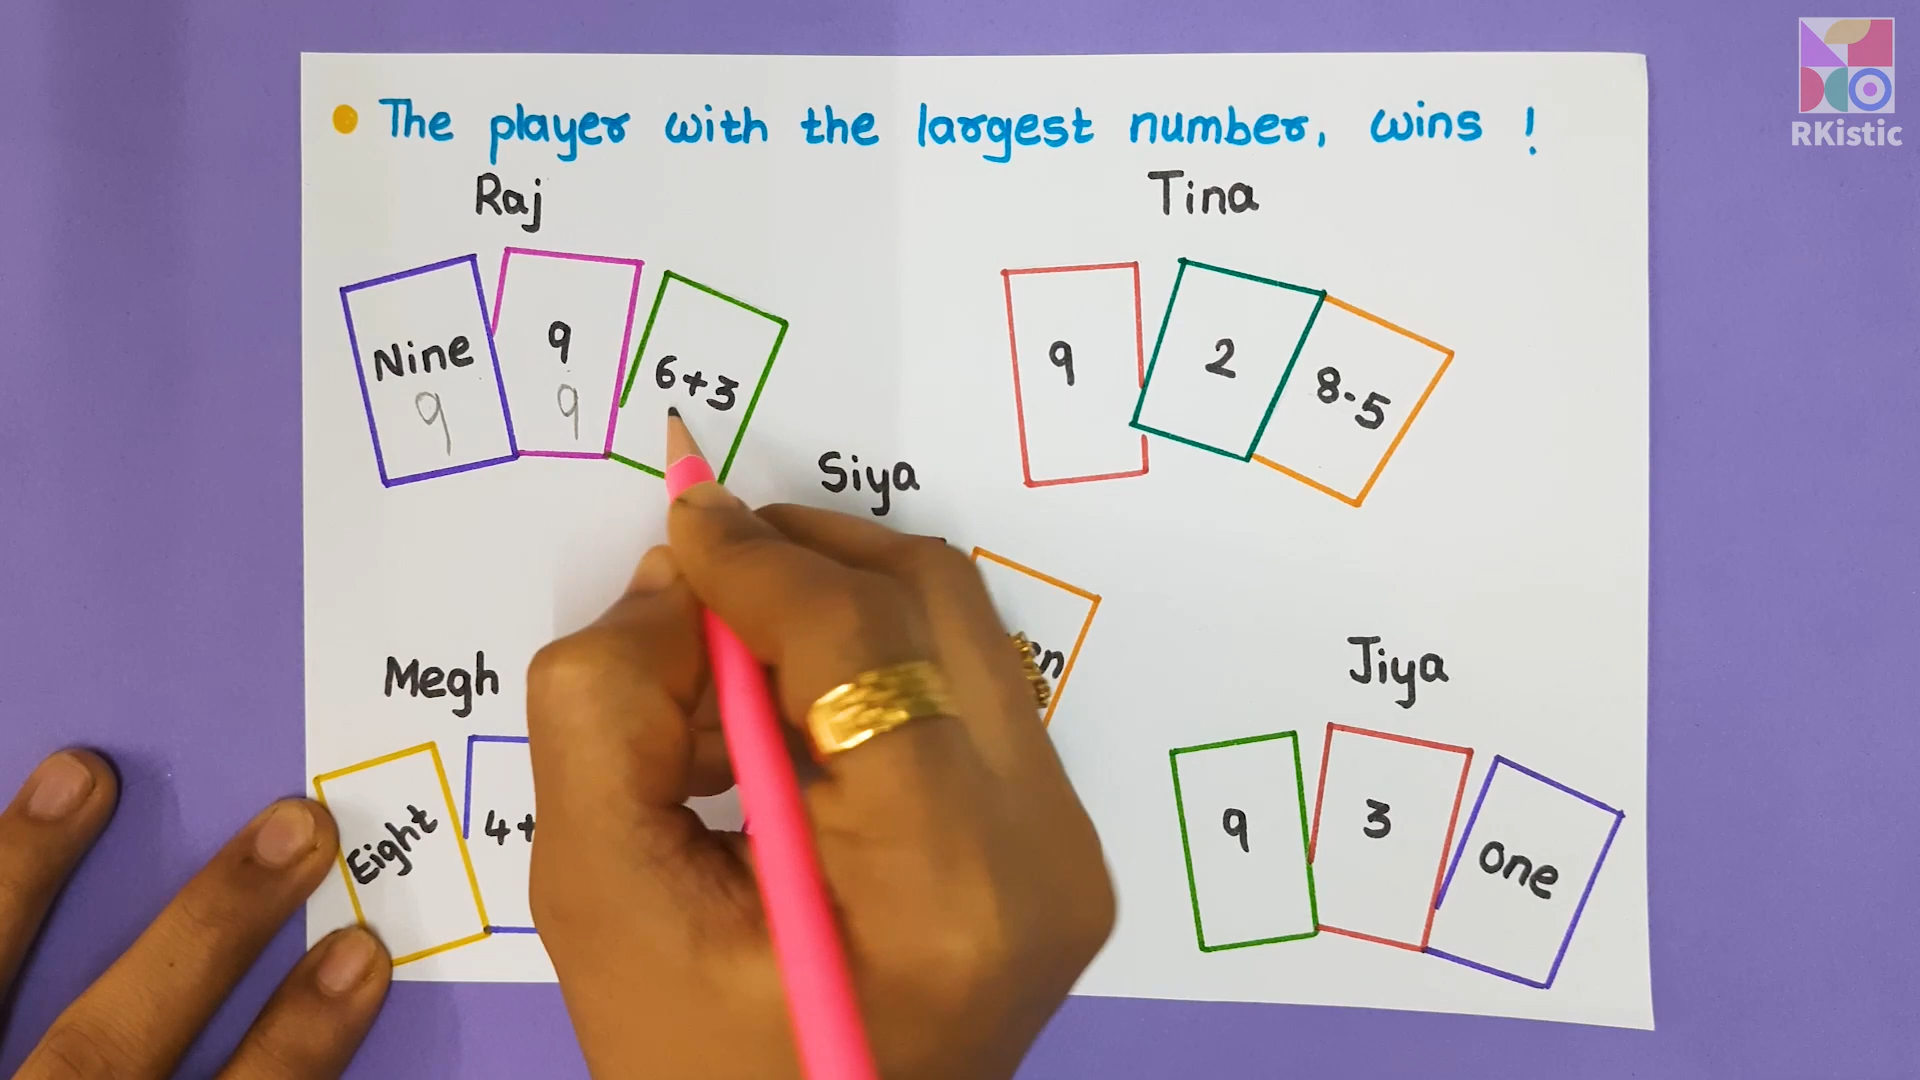 The player with the largest number, wins !
RKistic
Raj
Tina
Nine
9
6+3
9
9
9
2
8-5
Siya
Megh
Jiya
Eight
4+
9
3
one